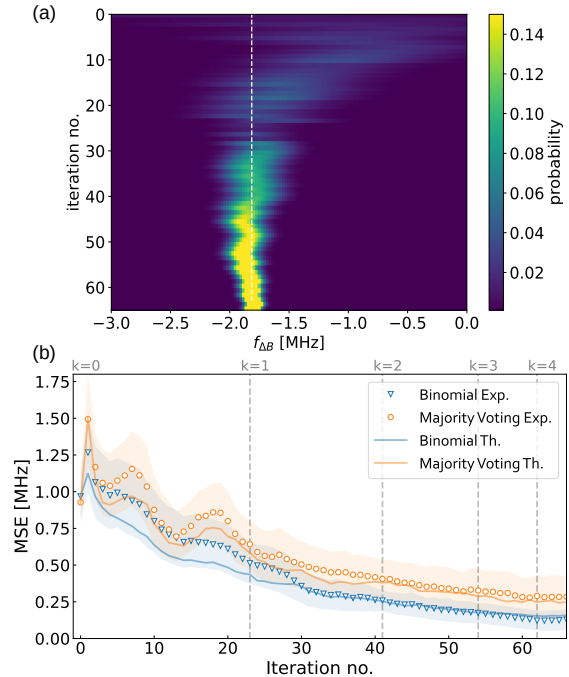 (a)
0
10
20
30
40
50
60
iteration no.
−3.0 −2.5 −2.0 −1.5 −1.0 −0.5 0.0
fΔB [MHz]
0.14
0.12
0.10
0.08
0.06
0.04
0.02
probability
(b)
k=0 k=1 k=2 k=3 k=4
1.75
1.50
1.25
1.00
0.75
0.50
0.25
0.00
MSE [MHz]
Binomial Exp.
Majority Voting Exp.
Binomial Th.
Majority Voting Th.
0 10 20 30 40 50 60
Iteration no.